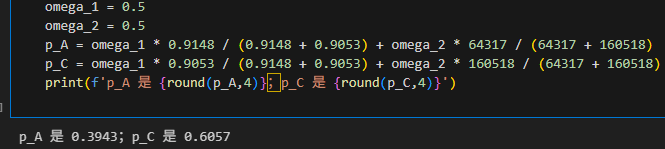 omega_1 = 0.5
omega_2 = 0.5
p_A = omega_1 * 0.9148 / (0.9148 + 0.9053) + omega_2 * 64317 / (64317 + 160518)
p_C = omega_1 * 0.9053 / (0.9148 + 0.9053) + omega_2 * 160518 / (64317 + 160518)
print(f'p_A 是 {round(p_A,4)}；p_C 是 {round(p_C,4)}')
]
p_A 是 0.3943；p_C 是 0.6057